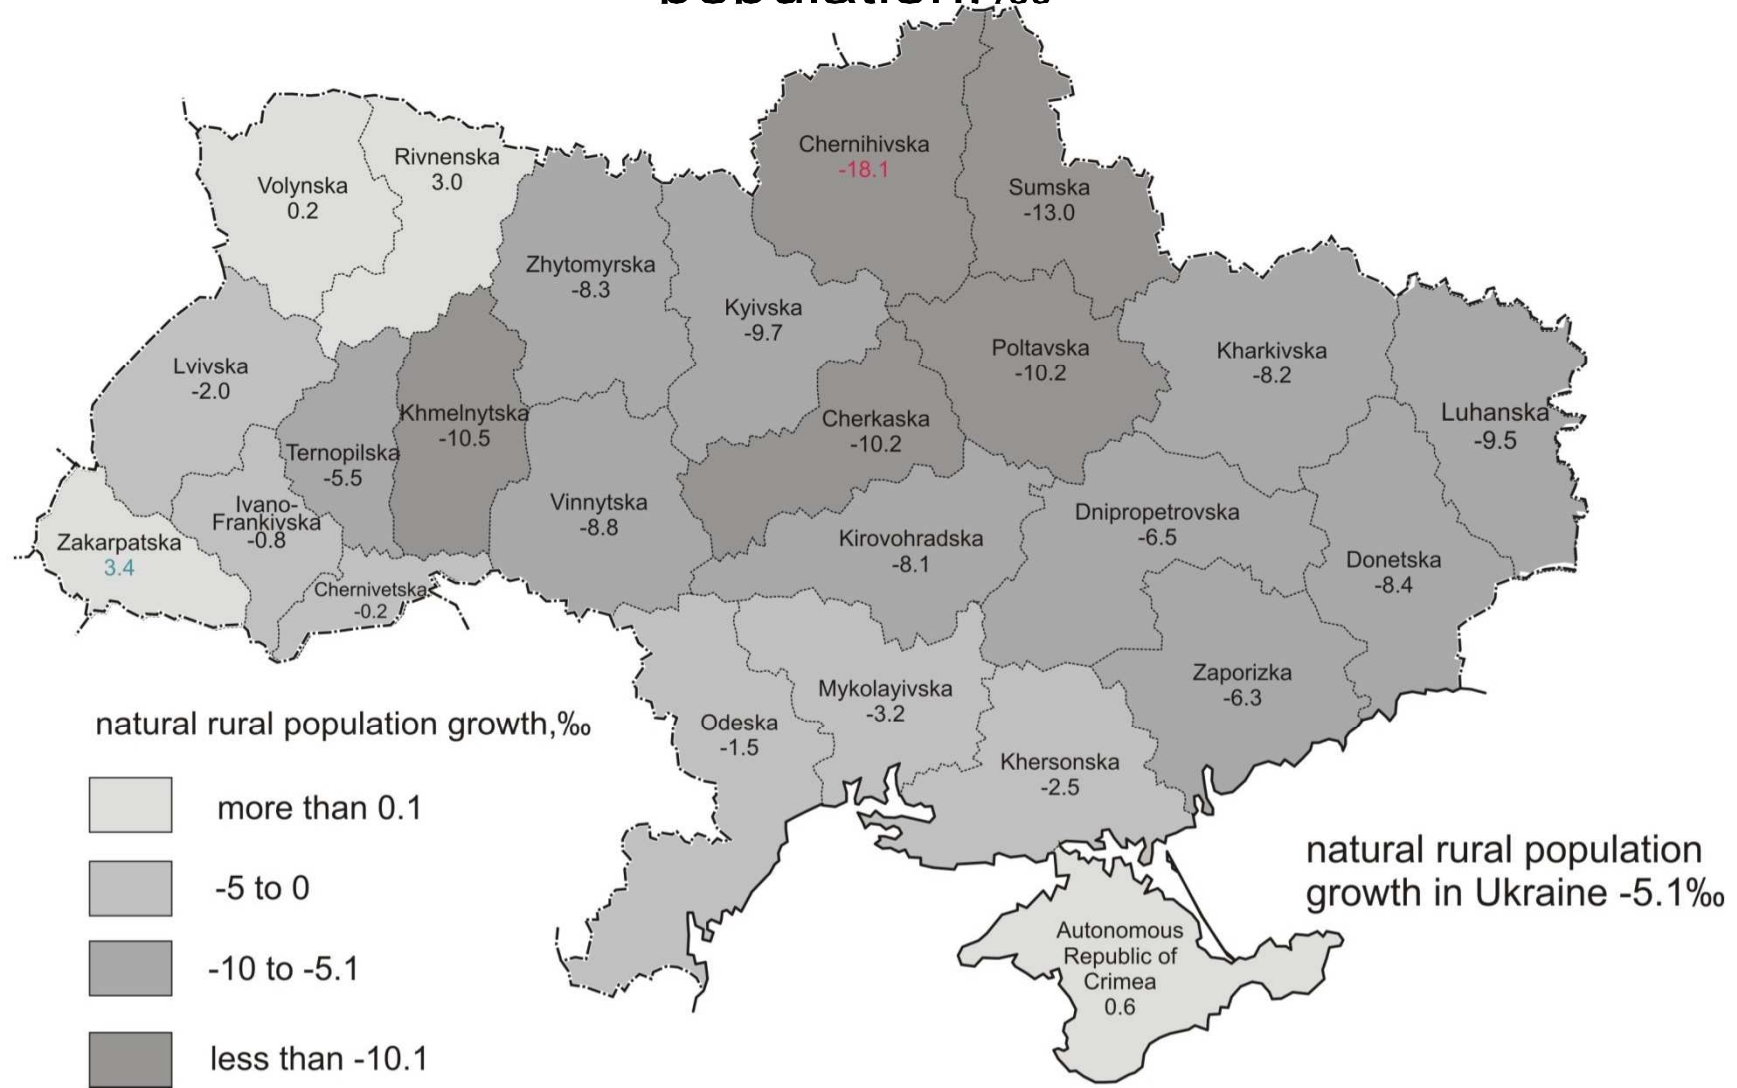 population,‰
Chernihivska
-18.1
Rivnenska
3.0
Volynska
0.2
Sumska
-13.0
Zhytomyrska
-8.3
Kyivska
-9.7
Poltavska
-10.2
Kharkivska
-8.2
Lvivska
-2.0
Khmelnytska
-10.5
Cherkaska
-10.2
Luhanska
-9.5
Ternopilska
-5.5
Ivano-
Frankivska
-0.8
Vinnytska
-8.8
Dnipropetrovska
-6.5
Kirovohradska
-8.1
Zakarpatska
3.4
Donetska
-8.4
Chernivetska
-0.2
Zaporizka
-6.3
Mykolayivska
-3.2
Odeska
-1.5
Khersonska
-2.5
natural rural population growth,‰
more than 0.1
-5 to 0
-10 to -5.1
less than -10.1
natural rural population
growth in Ukraine -5.1‰
Autonomous
Republic of
Crimea
0.6